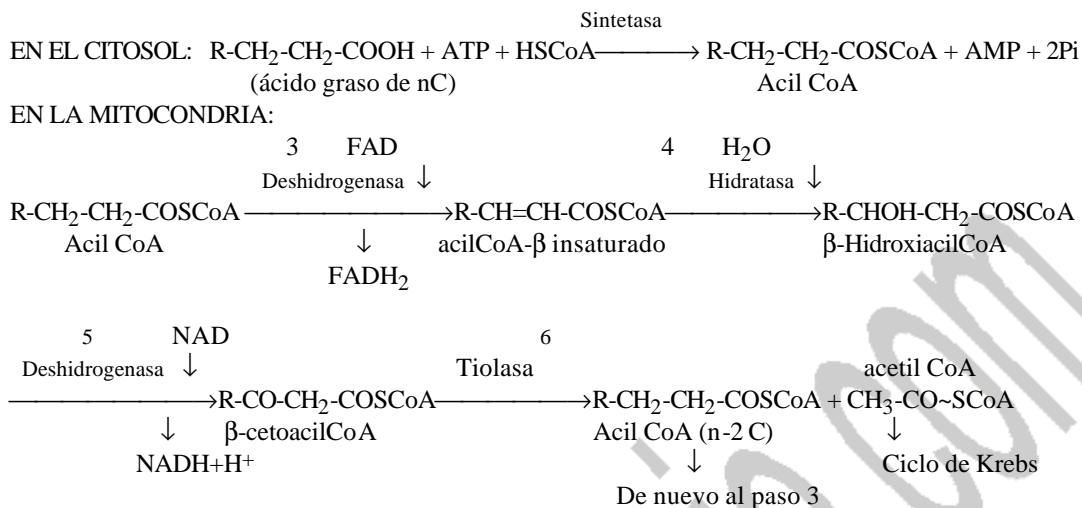 Sintetasa
EN EL CITOSOL: R-CH₂-CH₂-COOH + ATP + HSCoA ⟶ R-CH₂-CH₂-COSCoA + AMP + 2Pi
(ácido graso de nC) Acil CoA
EN LA MITOCONDRIA:
3 FAD 4 H₂O
Deshidrogenasa ↓ Hidratasa ↓
R-CH₂-CH₂-COSCoA ⟶ R-CH=CH-COSCoA ⟶ R-CHOH-CH₂-COSCoA
Acil CoA ↓ acilCoA-β insaturado β-HidroxiacilCoA
FADH₂
5 NAD 6
Deshidrogenasa ↓ Tiolasa acetil CoA
⟶ R-CO-CH₂-COSCoA ⟶ R-CH₂-CH₂-COSCoA + CH₃-CO~SCoA
↓ β-cetoacilCoA Acil CoA (n-2 C) ↓
NADH+H⁺ ↓ Ciclo de Krebs
De nuevo al paso 3